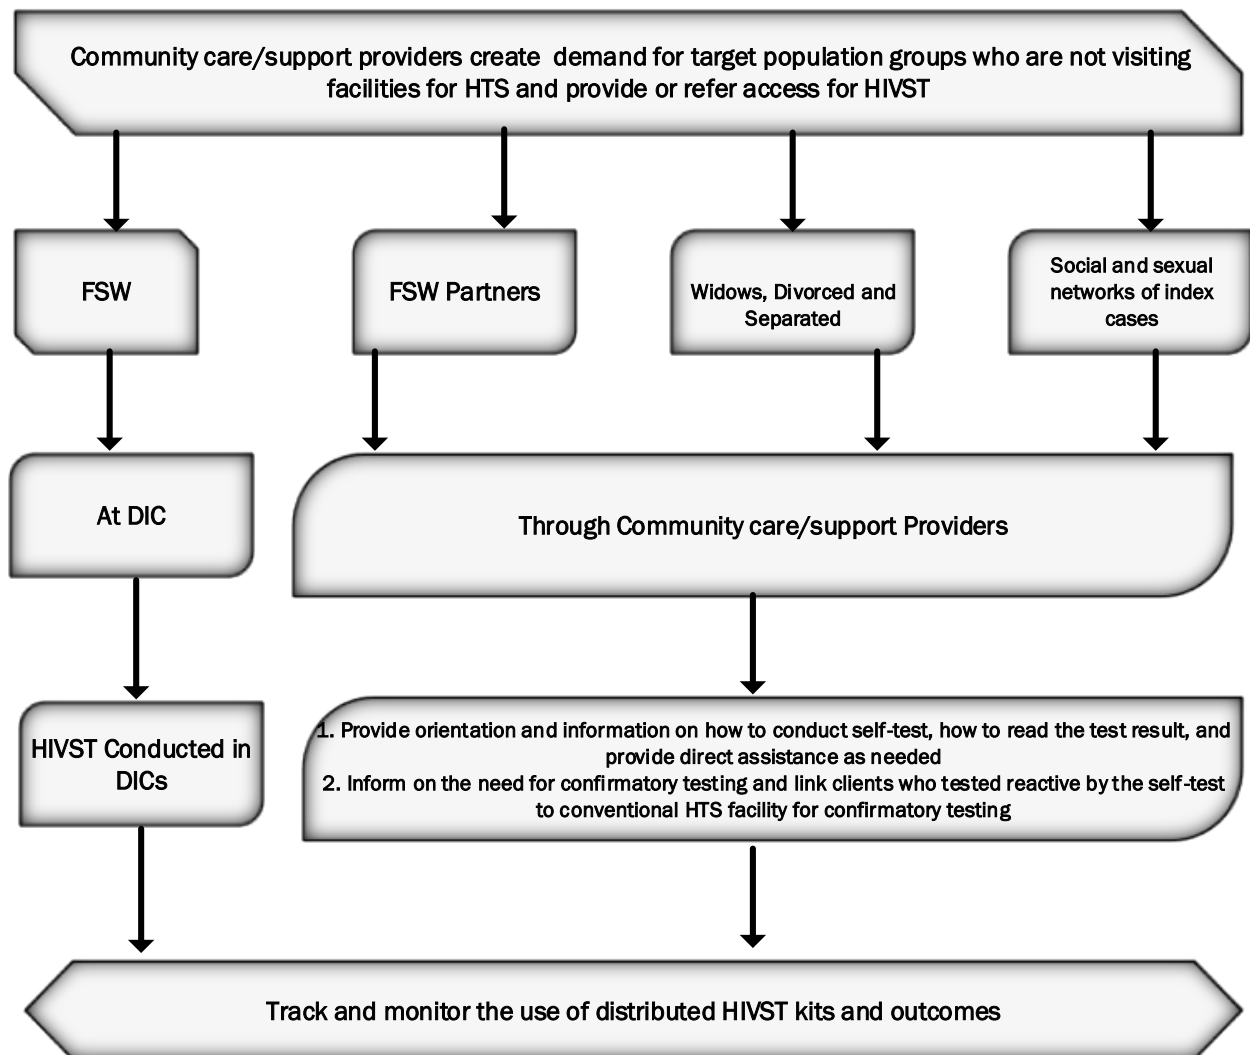 Community care/support providers create demand for target population groups who are not visiting
facilities for HTS and provide or refer access for HIVST
FSW
FSW Partners
Widows, Divorced and
Separated
Social and sexual
networks of index
cases
At DIC
Through Community care/support Providers
HIVST Conducted in
DICs
1. Provide orientation and information on how to conduct self-test, how to read the test result, and
provide direct assistance as needed
2. Inform on the need for confirmatory testing and link clients who tested reactive by the self-test
to conventional HTS facility for confirmatory testing
Track and monitor the use of distributed HIVST kits and outcomes